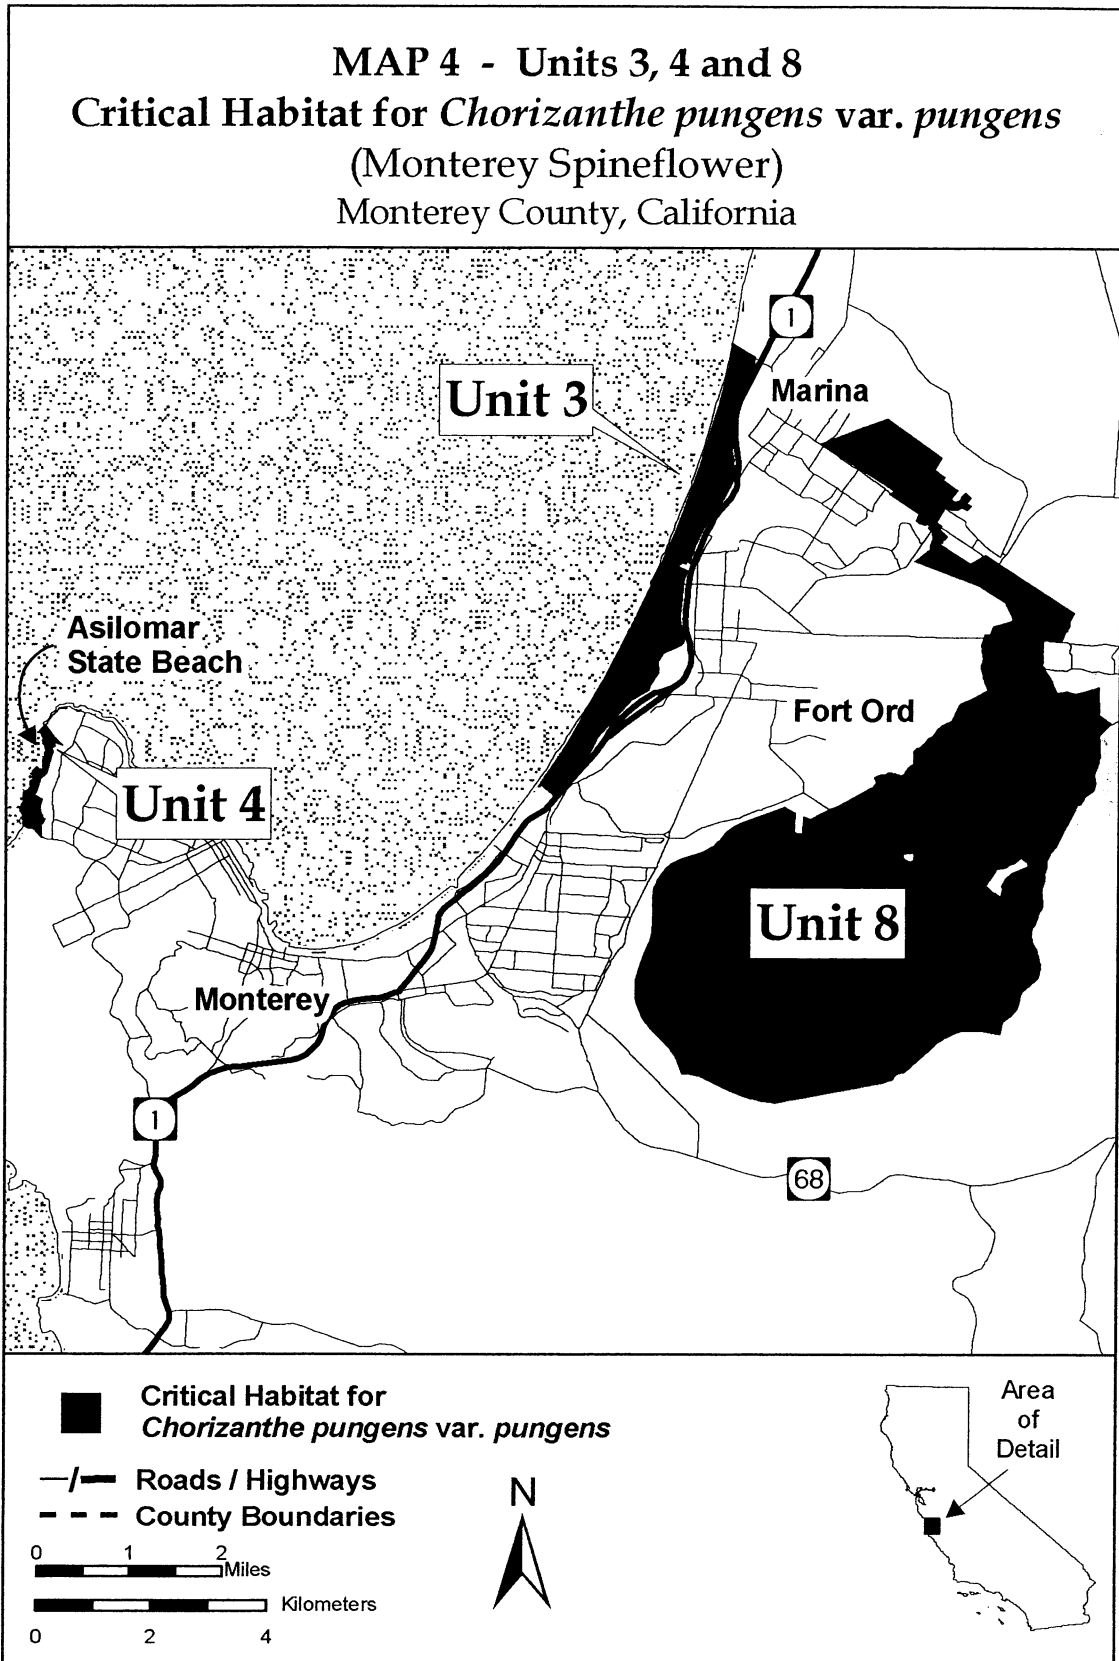 MAP 4 - Units 3, 4 and 8
Critical Habitat for Chorizanthe pungens var. pungens
(Monterey Spineflower)
Monterey County, California
1
Unit 3
Marina
Asilomar
State Beach
Fort Ord
Unit 4
Unit 8
Monterey
1
68
Critical Habitat for
Chorizanthe pungens var. pungens
Roads / Highways
County Boundaries
0 1 2
Miles
Kilometers
0 2 4
N
Area
of
Detail